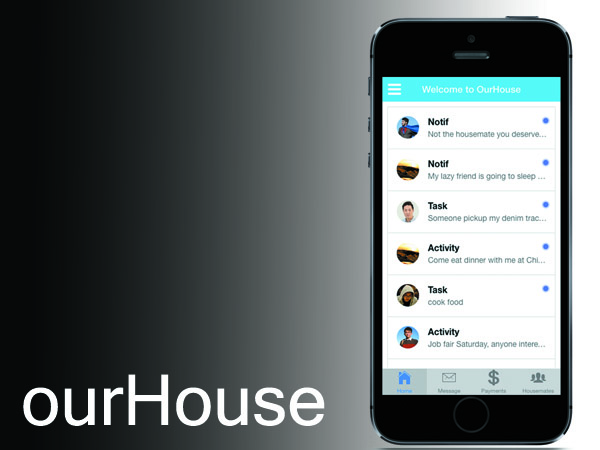 Welcome to OurHouse
Notif
Not the housemate you deserve...
Notif
My lazy friend is going to sleep ...
Task
Someone pickup my denim trac...
Activity
Come eat dinner with me at Chi...
Task
cook food
Activity
Job fair Saturday, anyone intere...
Home Message Payments Housemates
ourHouse